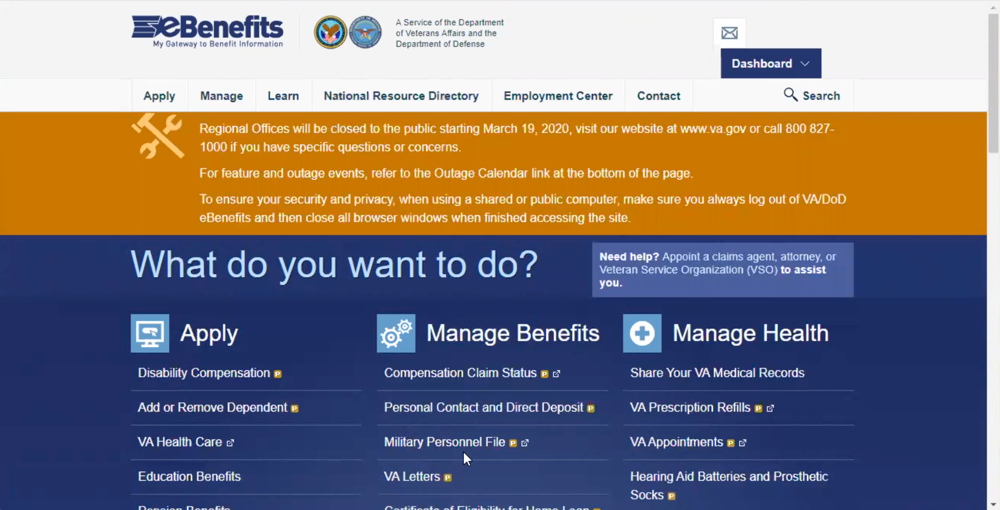 eBenefits
My Gateway to Benefit Information
A Service of the Department
of Veterans Affairs and the
Department of Defense
Dashboard
Apply
Manage
Learn
National Resource Directory
Employment Center
Contact
Search
Regional Offices will be closed to the public starting March 19, 2020, visit our website at www.va.gov or call 800 827-
1000 if you have specific questions or concerns.
For feature and outage events, refer to the Outage Calendar link at the bottom of the page.
To ensure your security and privacy, when using a shared or public computer, make sure you always log out of VA/DoD
eBenefits and then close all browser windows when finished accessing the site.
What do you want to do?
Need help? Appoint a claims agent, attorney, or
Veteran Service Organization (VSO) to assist
you.
Apply
Disability Compensation P
Add or Remove Dependent P
VA Health Care
Education Benefits
Pension Benefits
Manage Benefits
Compensation Claim Status P
Personal Contact and Direct Deposit P
Military Personnel File P
VA Letters P
Certificate of Eligibility for Home Loan
Manage Health
Share Your VA Medical Records
VA Prescription Refills P
VA Appointments P
Hearing Aid Batteries and Prosthetic
Socks P